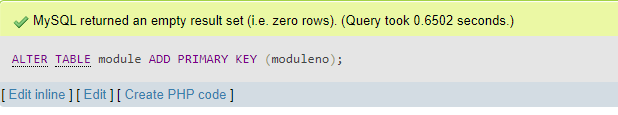 MySQL returned an empty result set (i.e. zero rows). (Query took 0.6502 seconds.)
ALTER TABLE module ADD PRIMARY KEY (moduleno);
[ Edit inline ] [ Edit ] [ Create PHP code ]